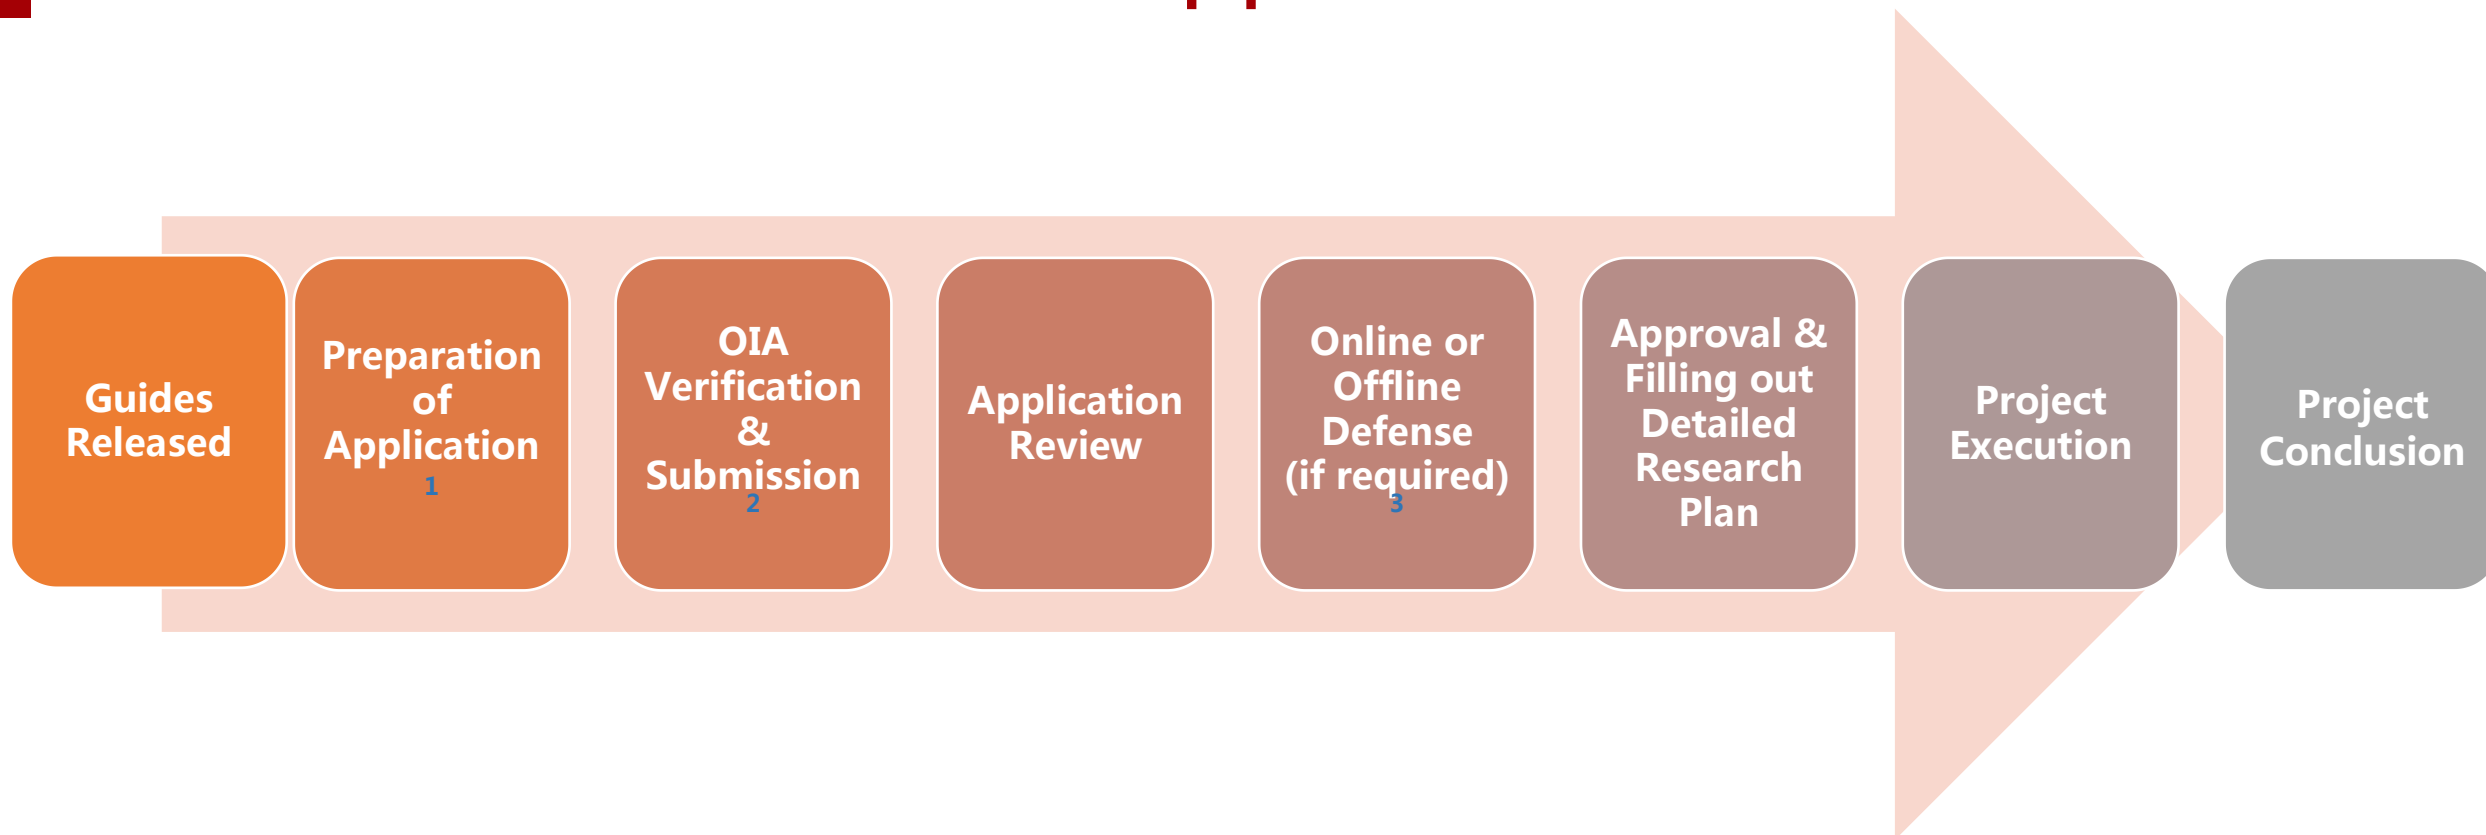 Guides
Released
Preparation
of
Application
1
OIA
Verification
&
Submission
2
Application
Review
Online or
Offline
Defense
(if required)
3
Approval &
Filling out
Detailed
Research
Plan
Project
Execution
Project
Conclusion